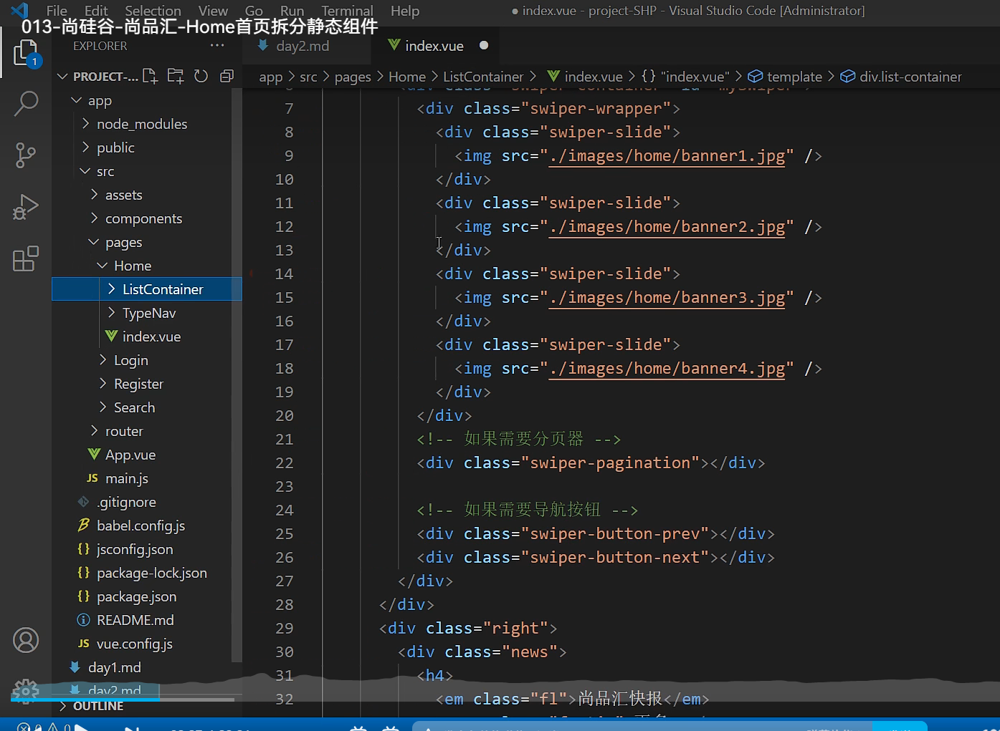 File Edit Selection View Go Run Terminal Help
● index.vue - project-SHP - Visual Studio Code [Administrator]
013-尚硅谷-尚品汇-Home首页拆分静态组件
EXPLORER ···
day2.md
index.vue ●
1
PROJECT-...
app > src > pages > Home > ListContainer > index.vue > {} "index.vue" > template > div.list-container
app
node_modules
public
src
assets
components
pages
Home
ListContainer
TypeNav
index.vue
Login
Register
Search
router
App.vue
JS main.js
.gitignore
babel.config.js
{} jsconfig.json
{} package-lock.json
{} package.json
README.md
JS vue.config.js
day1.md
day2.md
OUTLINE
7 <div class="swiper-wrapper">
8 <div class="swiper-slide">
9 <img src="./images/home/banner1.jpg" />
10 </div>
11 <div class="swiper-slide">
12 <img src="./images/home/banner2.jpg" />
13 </div>
14 <div class="swiper-slide">
15 <img src="./images/home/banner3.jpg" />
16 </div>
17 <div class="swiper-slide">
18 <img src="./images/home/banner4.jpg" />
19 </div>
20 </div>
21 <!-- 如果需要分页器 -->
22 <div class="swiper-pagination"></div>
23
24 <!-- 如果需要导航按钮 -->
25 <div class="swiper-button-prev"></div>
26 <div class="swiper-button-next"></div>
27 </div>
28 </div>
29 <div class="right">
30 <div class="news">
31 <h4>
32 <em class="fl">尚品汇快报</em>